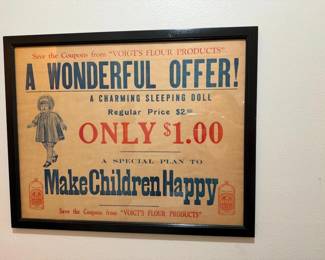 Save the Coupons from "VOIGT'S FLOUR PRODUCTS"
A WONDERFUL OFFER!
A CHARMING SLEEPING DOLL
Regular Price $2.00
ONLY $1.00
A SPECIAL PLAN TO
Make Children Happy
Save the Coupons from "VOIGT'S FLOUR PRODUCTS"